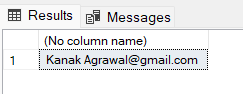 Results Messages
(No column name)
1 Kanak Agrawal@gmail.com